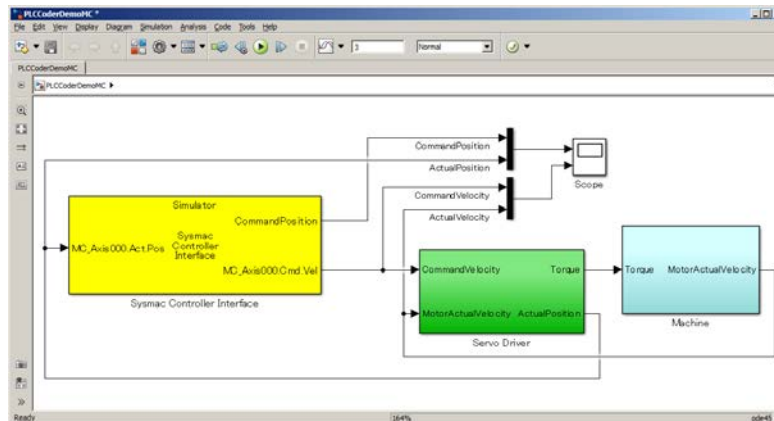 PLCCoderDemoMC *
File Edit View Display Diagram Simulation Analysis Code Tools Help
3
Normal
PLCCoderDemoMC
PLCCoderDemoMC
CommandPosition
ActualPosition
Scope
CommandVelocity
ActualVelocity
Simulator
CommandPosition
Sysmac
Controller
Interface
MC_Axis000.Act.Pos
MC_Axis000.Cmd.Vel
Sysmac Controller Interface
CommandVelocity
Torque
MotorActualVelocity
ActualPosition
Servo Driver
Torque
MotorActualVelocity
Machine
Ready
164%
ode45